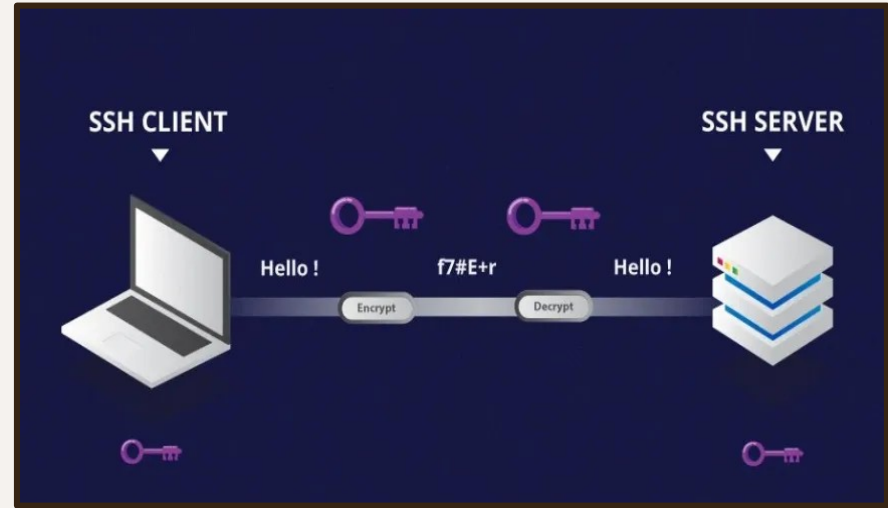 SSH CLIENT
SSH SERVER
Hello !
f7#E+r
Hello !
Encrypt
Decrypt